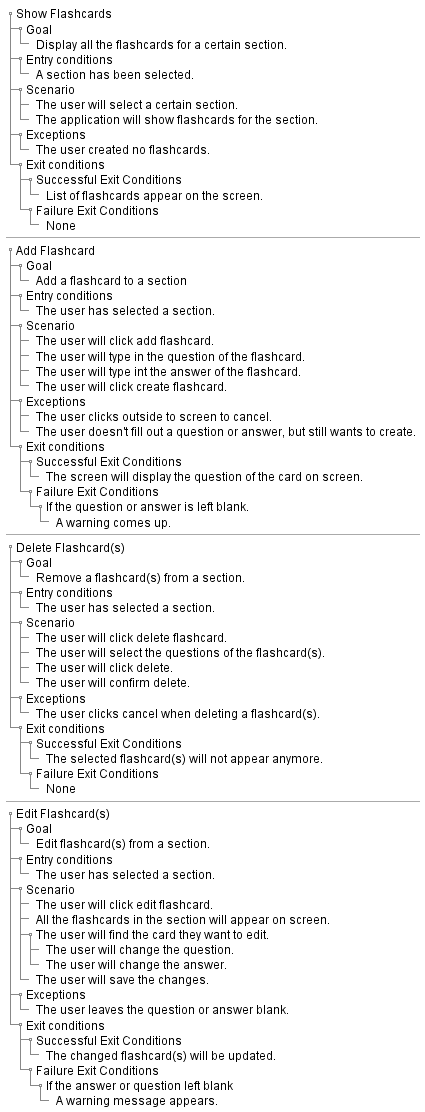 Show Flashcards
Goal
Display all the flashcards for a certain section.
Entry conditions
A section has been selected.
Scenario
The user will select a certain section.
The application will show flashcards for the section.
Exceptions
The user created no flashcards.
Exit conditions
Successful Exit Conditions
List of flashcards appear on the screen.
Failure Exit Conditions
None
Add Flashcard
Goal
Add a flashcard to a section
Entry conditions
The user has selected a section.
Scenario
The user will click add flashcard.
The user will type in the question of the flashcard.
The user will type int the answer of the flashcard.
The user will click create flashcard.
Exceptions
The user clicks outside to screen to cancel.
The user doesn't fill out a question or answer, but still wants to create.
Exit conditions
Successful Exit Conditions
The screen will display the question of the card on screen.
Failure Exit Conditions
If the question or answer is left blank.
A warning comes up.
Delete Flashcard(s)
Goal
Remove a flashcard(s) from a section.
Entry conditions
The user has selected a section.
Scenario
The user will click delete flashcard.
The user will select the questions of the flashcard(s).
The user will click delete.
The user will confirm delete.
Exceptions
The user clicks cancel when deleting a flashcard(s).
Exit conditions
Successful Exit Conditions
The selected flashcard(s) will not appear anymore.
Failure Exit Conditions
None
Edit Flashcard(s)
Goal
Edit flashcard(s) from a section.
Entry conditions
The user has selected a section.
Scenario
The user will click edit flashcard.
All the flashcards in the section will appear on screen.
The user will find the card they want to edit.
The user will change the question.
The user will change the answer.
The user will save the changes.
Exceptions
The user leaves the question or answer blank.
Exit conditions
Successful Exit Conditions
The changed flashcard(s) will be updated.
Failure Exit Conditions
If the answer or question left blank
A warning message appears.